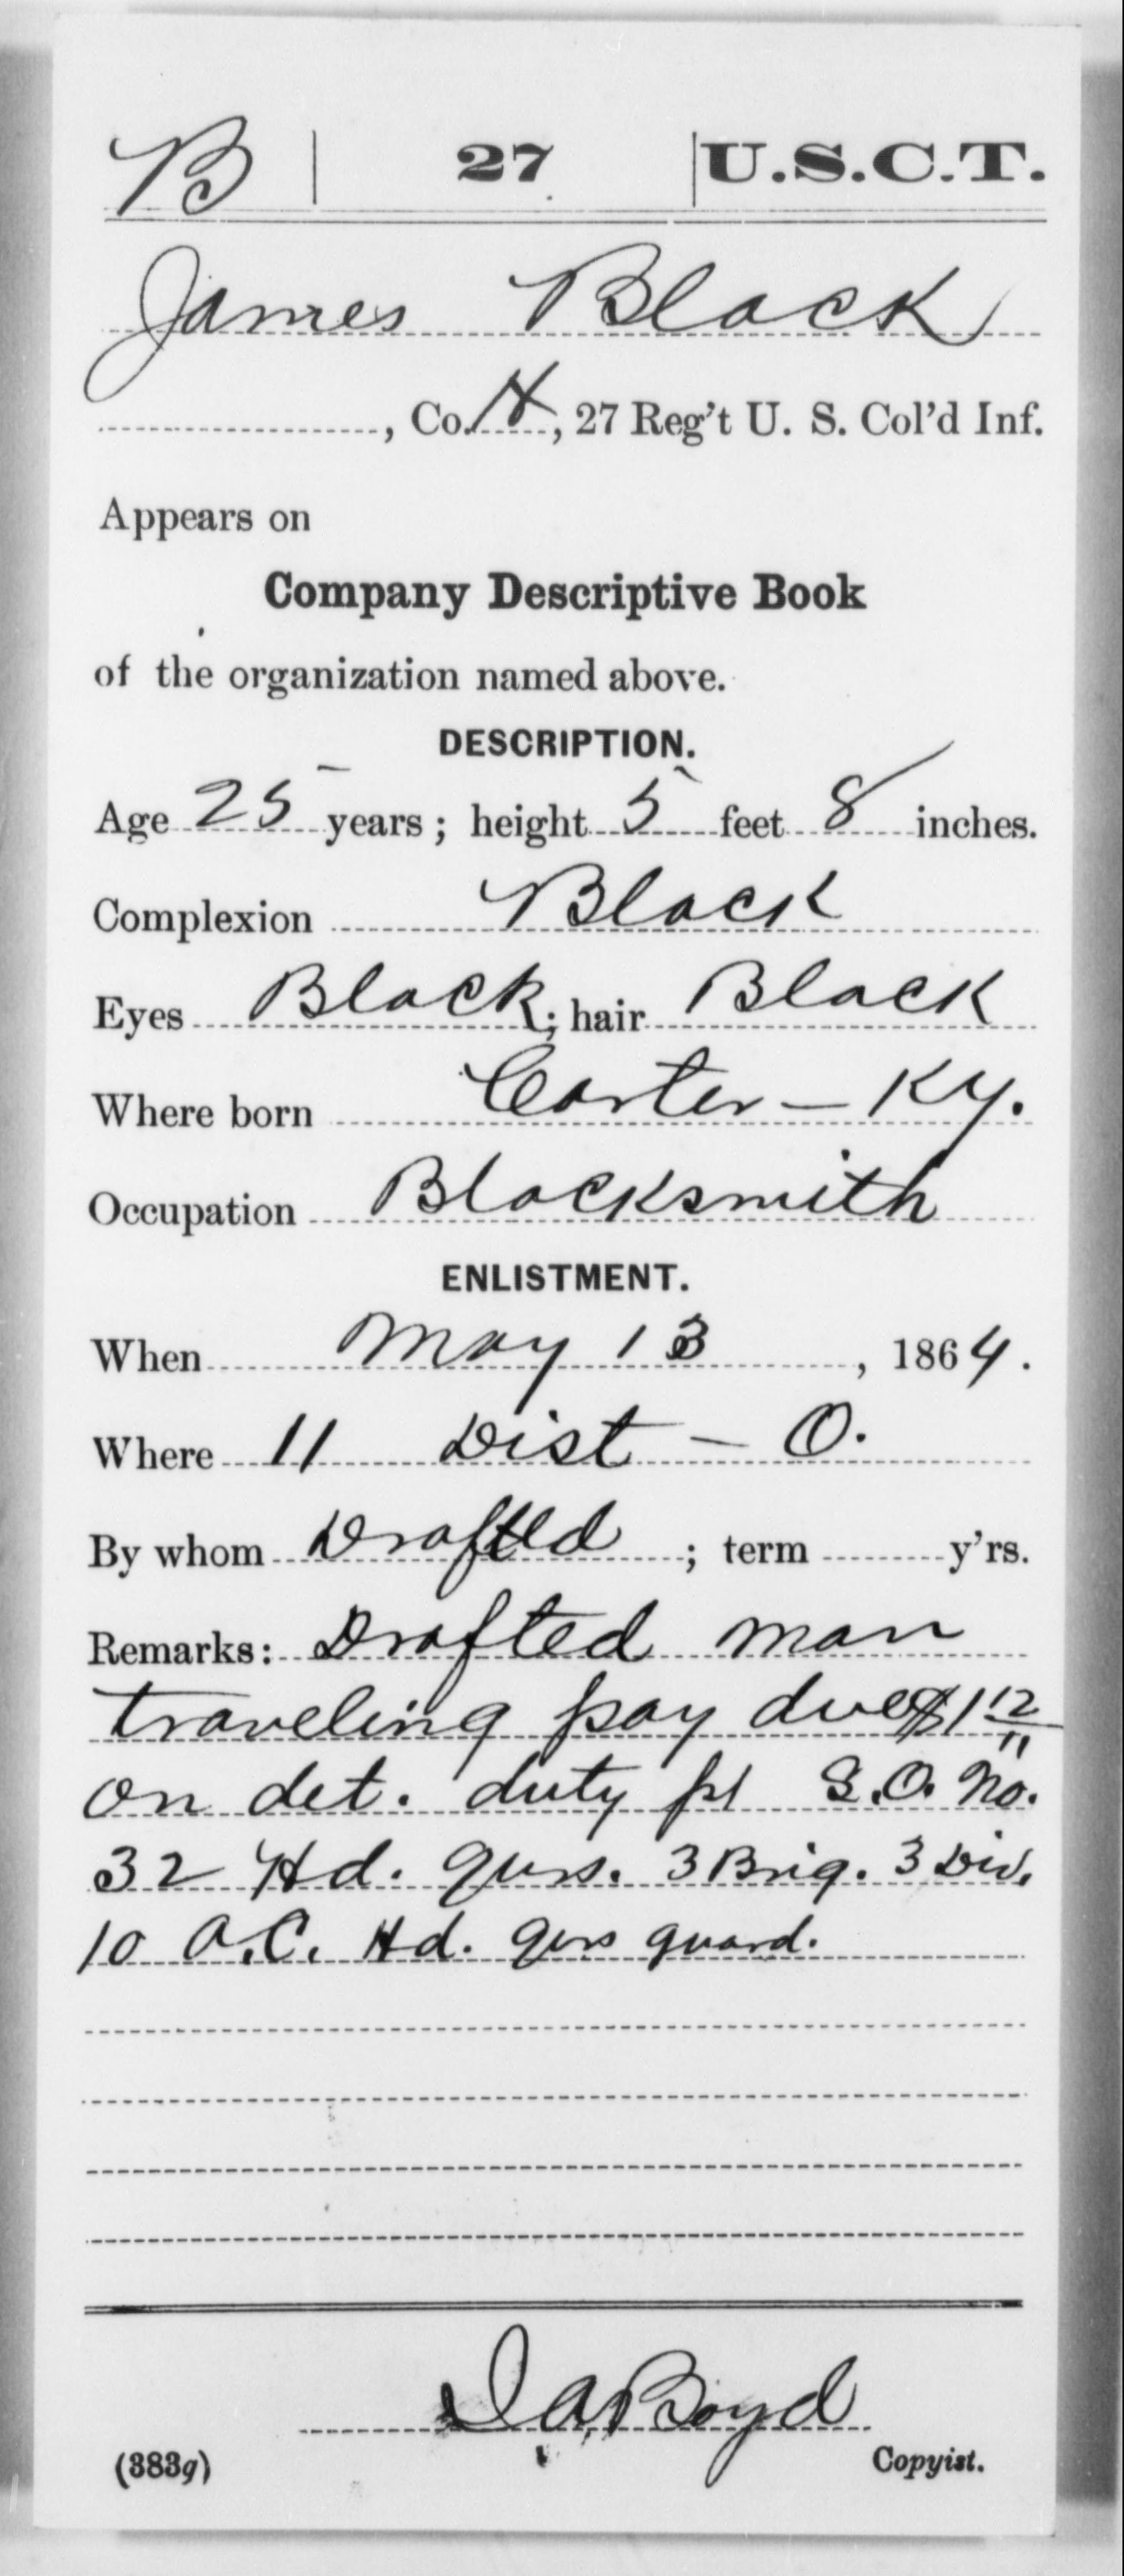 B | 27 | U.S.C.T.
James Black
, Co. H, 27 Reg't U. S. Col'd Inf.
Appears on
Company Descriptive Book
of the organization named above.
DESCRIPTION.
Age 25 years; height 5 feet 8 inches.
Complexion Black
Eyes Black; hair Black
Where born Carter - Ky.
Occupation Blacksmith
ENLISTMENT.
When May 13, 1864.
Where 11 Dist - O.
By whom Drafted; term y'rs.
Remarks: Drafted man
traveling pay due $1 12
on det. duty pr S.O. No.
32 Hd. qurs. 3 Brig. 3 Div.
10 A.C. Hd. qrs guard.
Boyd
(383g) Copyist.